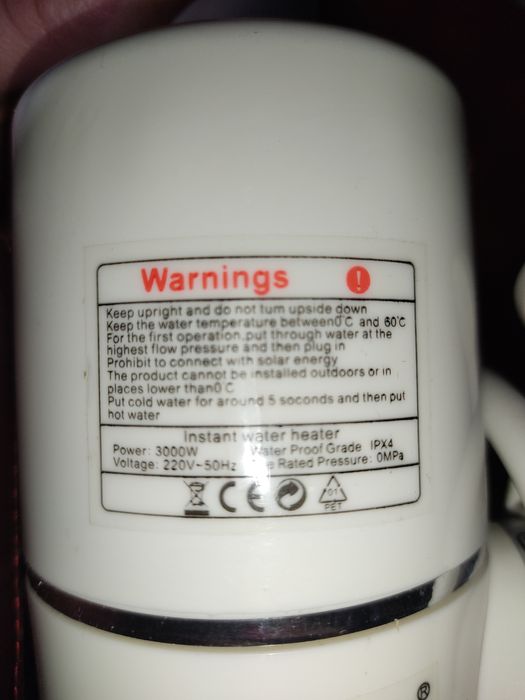 Warnings !
Keep upright and do not turn upside down
Keep the water temperature between0°C and 60°C
For the first operation,put through water at the
highest flow pressure and then plug in
Prohibit to connect with solar energy
The product cannot be installed outdoors or in
places lower than0°C
Put cold water for around 5 soconds and then put
hot water
Instant water heater
Power: 3000W Water Proof Grade IPX4
Voltage: 220V~50Hz Rated Pressure: 0MPa
CE 01
PET
®